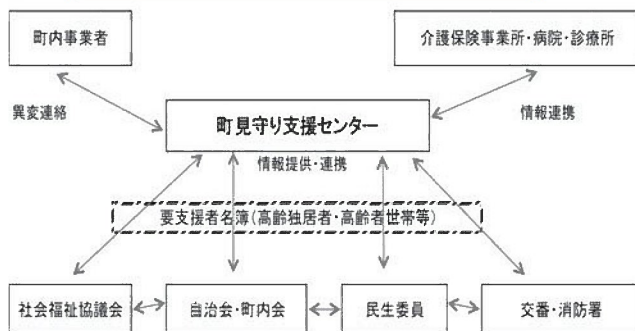 町内事業者
介護保険事業所・病院・診療所
異変連絡
町見守り支援センター
情報連携
情報提供・連携
要支援者名簿(高齢独居者・高齢者世帯等)
社会福祉協議会
自治会・町内会
民生委員
交番・消防署